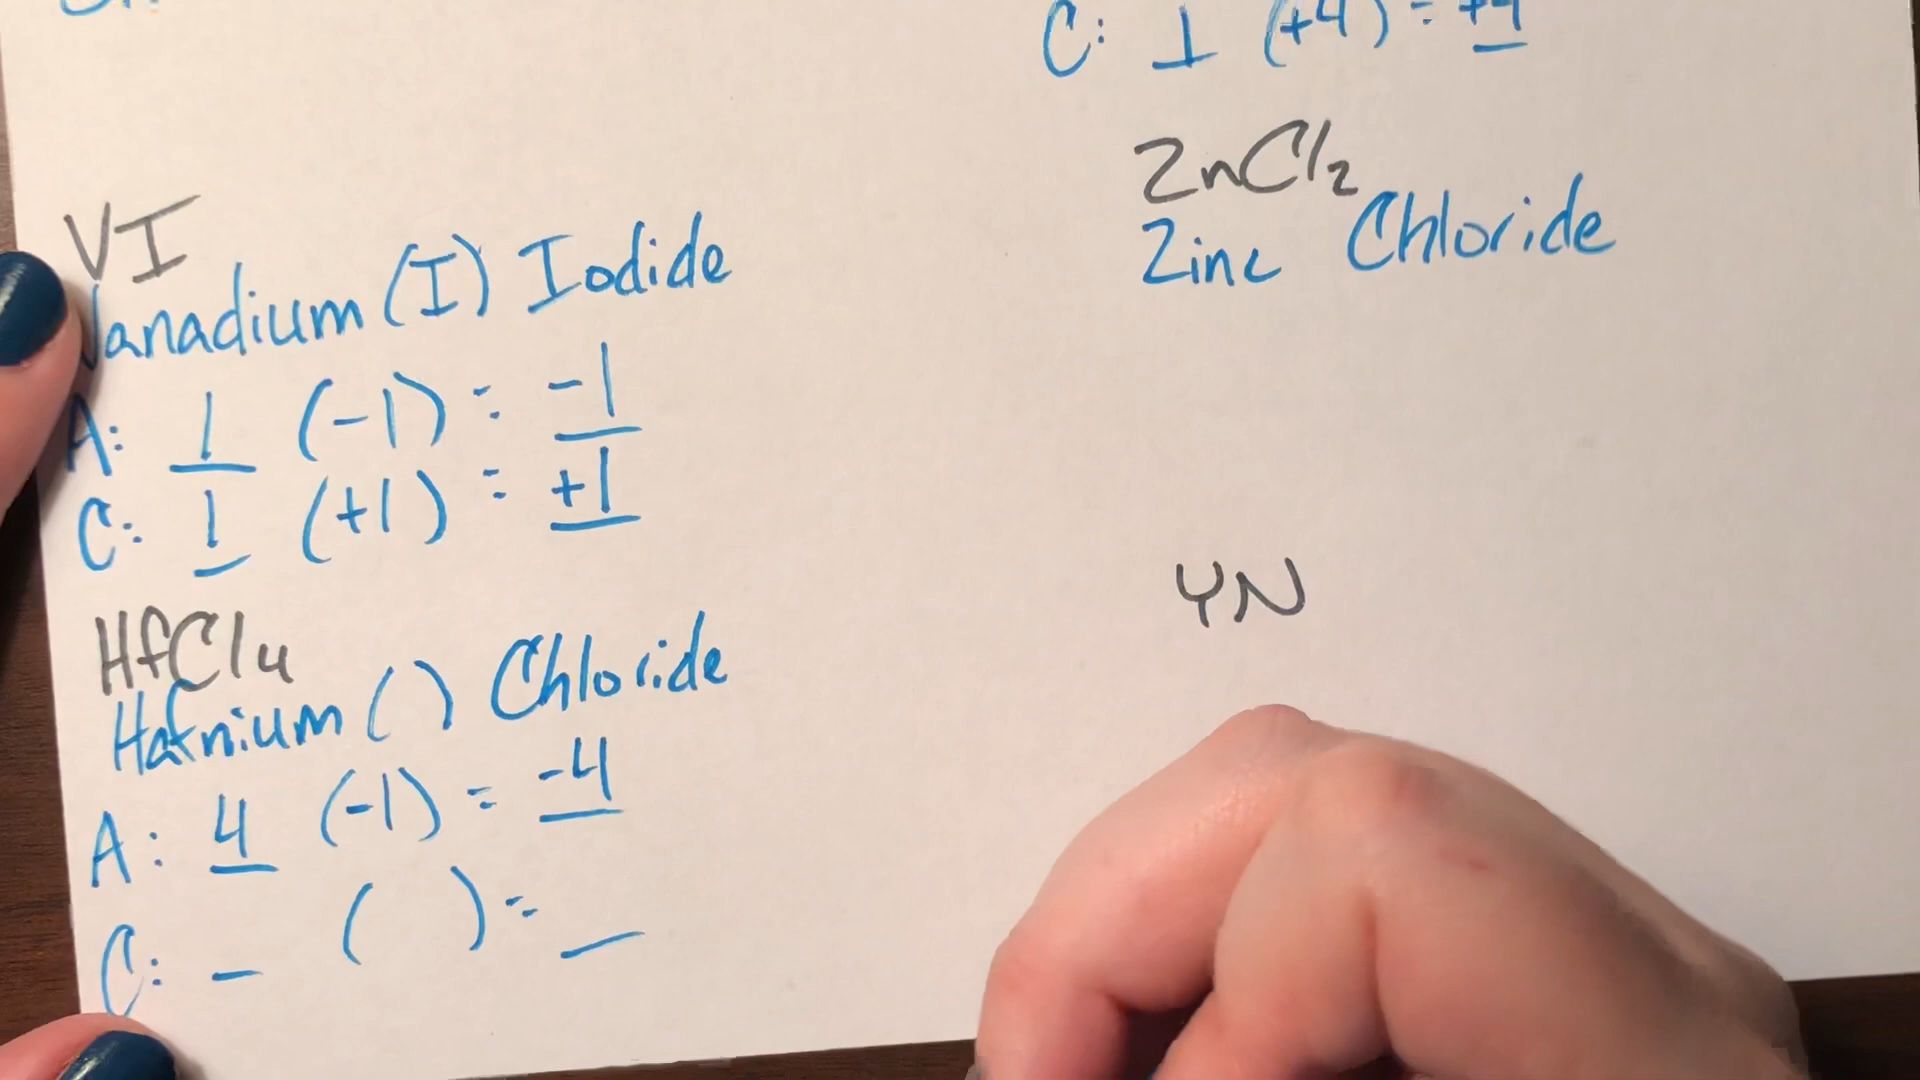 VI
Vanadium (I) Iodide
A: 1 (-1) = -1
C: 1 (+1) = +1
HfCl4
Hafnium ( ) Chloride
A: 4 (-1) = -4
C: _ ( ) = _
C: 1 (+4) = +4
ZnCl2
Zinc Chloride
YN